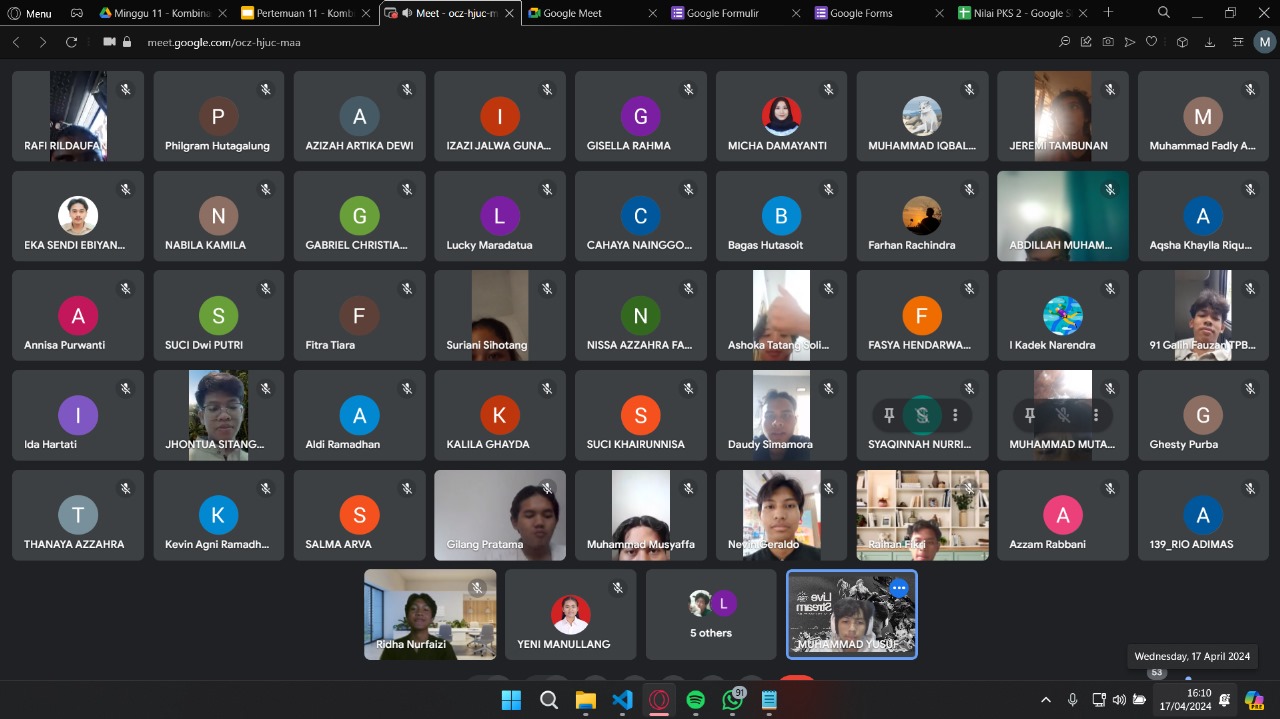 Menu
Minggu 11 - Kombina
Pertemuan 11 - Komb
Meet - ocz-hjuc-m
Google Meet
Google Formulir
Google Forms
Nilai PKS 2 - Google S
meet.google.com/ocz-hjuc-maa
M
RAFI RILDAUFA
P
Philgram Hutagalung
A
AZIZAH ARTIKA DEWI
I
IZAZI JALWA GUNA...
G
GISELLA RAHMA
MICHA DAMAYANTI
MUHAMMAD IQBAL...
JEREMI TAMBUNAN
M
Muhammad Fadly A...
EKA SENDI EBIYAN...
N
NABILA KAMILA
G
GABRIEL CHRISTIA...
L
Lucky Maradatua
C
CAHAYA NAINGGO...
B
Bagas Hutasoit
Farhan Rachindra
ABDILLAH MUHAM...
A
Aqsha Khaylla Riqu...
A
Annisa Purwanti
S
SUCI Dwi PUTRI
F
Fitra Tiara
Suriani Sihotang
N
NISSA AZZAHRA FA...
Ashoka Tatang Soli...
F
FASYA HENDARWA...
I Kadek Narendra
91 Galih Fauzan TPB...
I
Ida Hartati
JHONTUA SITANG...
A
Aldi Ramadhan
K
KALILA GHAYDA
S
SUCI KHAIRUNNISA
Daudy Simamora
S
SYAQINNAH NURRI...
MUHAMMAD MUTA...
G
Ghesty Purba
T
THANAYA AZZAHRA
K
Kevin Agni Ramadh...
S
SALMA ARVA
Gilang Pratama
Muhammad Musyaffa
Nevin Geraldo
Raihan Fikri
A
Azzam Rabbani
A
139_RIO ADIMAS
Ridha Nurfaizi
YENI MANULLANG
L
5 others
Live
Stream
MUHAMMAD YUSUF
Wednesday, 17 April 2024
53
91
16:10
17/04/2024
PRE